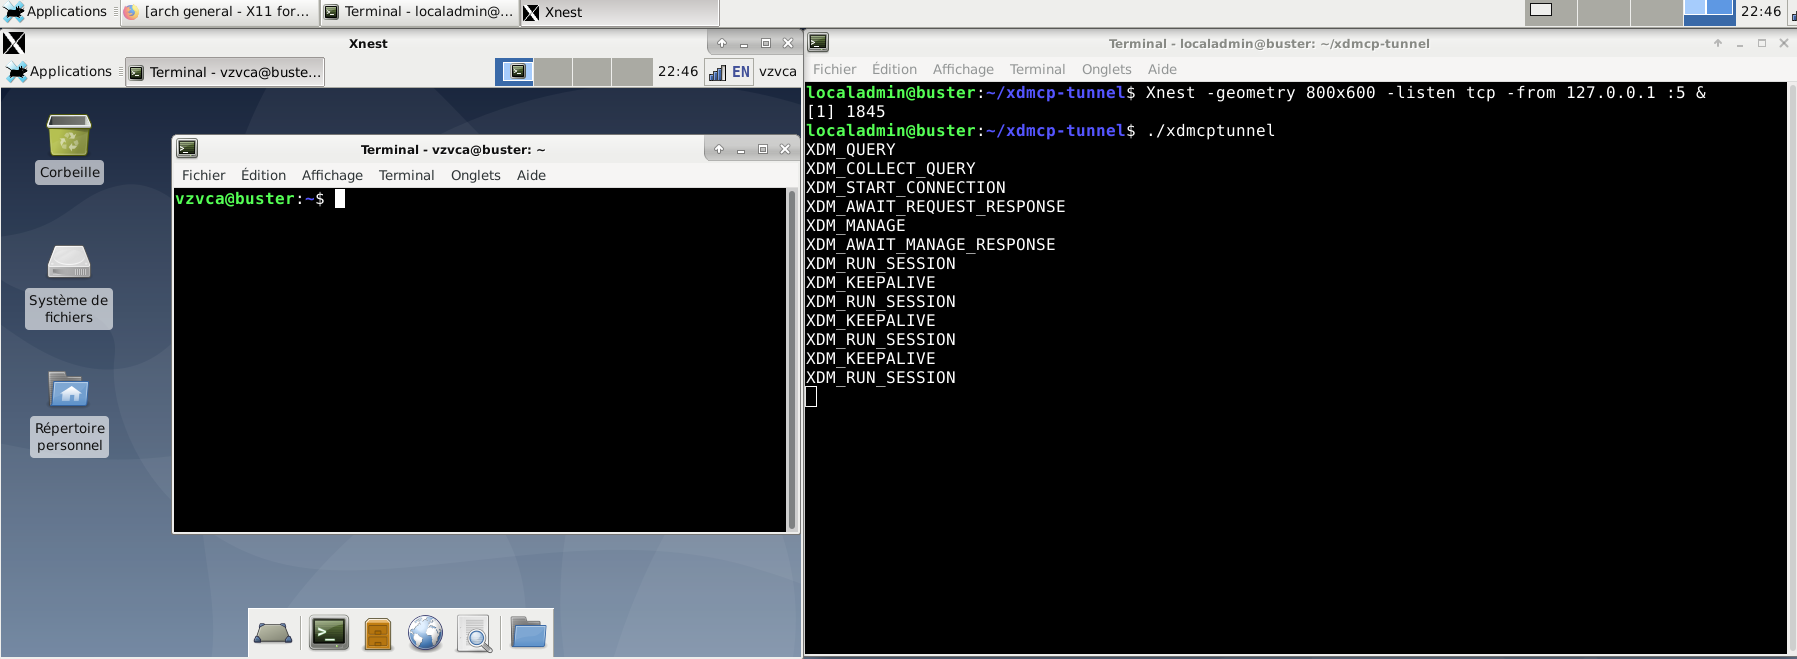 Applications
[arch general - X11 for...
Terminal - localadmin@...
Xnest
22:46
Xnest
Applications
Terminal - vzvca@buste...
22:46
EN
vzvca
Corbeille
Système de
fichiers
Répertoire
personnel
Terminal - vzvca@buster: ~
Fichier Édition Affichage Terminal Onglets Aide
vzvca@buster:~$
Terminal - localadmin@buster: ~/xdmcp-tunnel
Fichier Édition Affichage Terminal Onglets Aide
localadmin@buster:~/xdmcp-tunnel$ Xnest -geometry 800x600 -listen tcp -from 127.0.0.1 :5 &
[1] 1845
localadmin@buster:~/xdmcp-tunnel$ ./xdmcptunnel
XDM_QUERY
XDM_COLLECT_QUERY
XDM_START_CONNECTION
XDM_AWAIT_REQUEST_RESPONSE
XDM_MANAGE
XDM_AWAIT_MANAGE_RESPONSE
XDM_RUN_SESSION
XDM_KEEPALIVE
XDM_RUN_SESSION
XDM_KEEPALIVE
XDM_RUN_SESSION
XDM_KEEPALIVE
XDM_RUN_SESSION